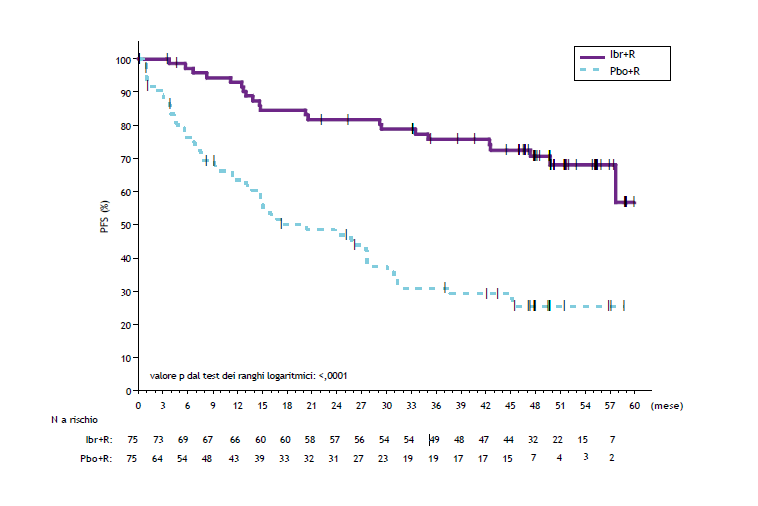 Ibr+R
Pbo+R
PFS (%)
100
90
80
70
60
50
40
30
20
10
0
valore p dal test dei ranghi logaritmici: <,0001
0 3 6 9 12 15 18 21 24 27 30 33 36 39 42 45 48 51 54 57 60 (mese)
N a rischio
Ibr+R: 75 73 69 67 66 60 60 58 57 56 54 54 49 48 47 44 32 22 15 7
Pbo+R: 75 64 54 48 43 39 33 32 31 27 23 19 19 17 17 15 7 4 3 2